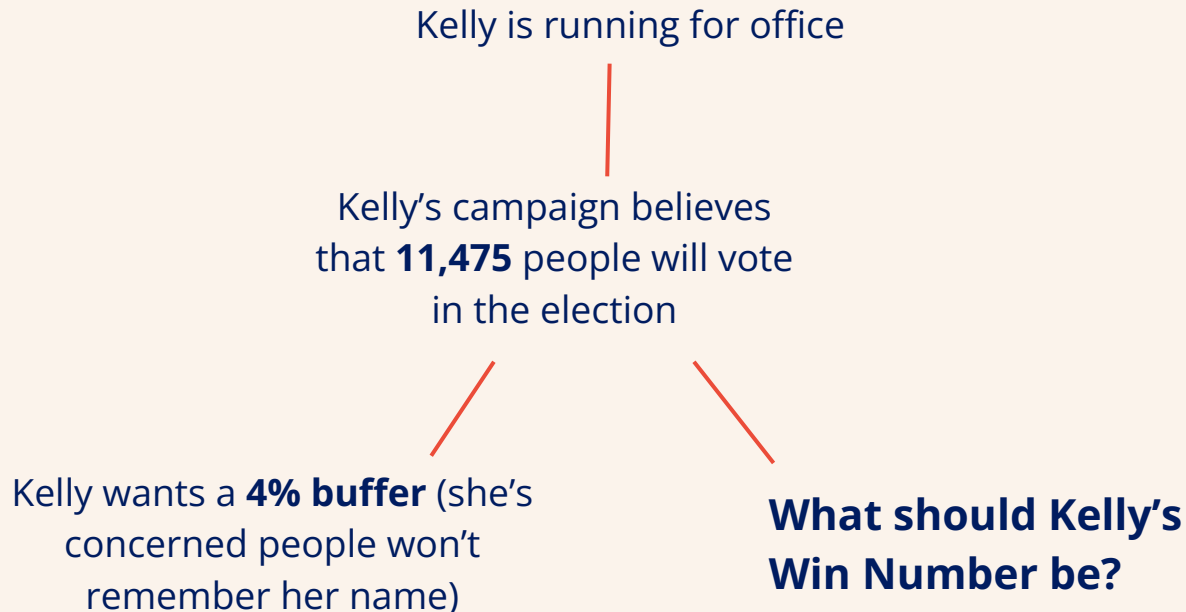 Kelly is running for office
Kelly’s campaign believes
that 11,475 people will vote
in the election
Kelly wants a 4% buffer (she’s
concerned people won’t
remember her name)
What should Kelly’s
Win Number be?